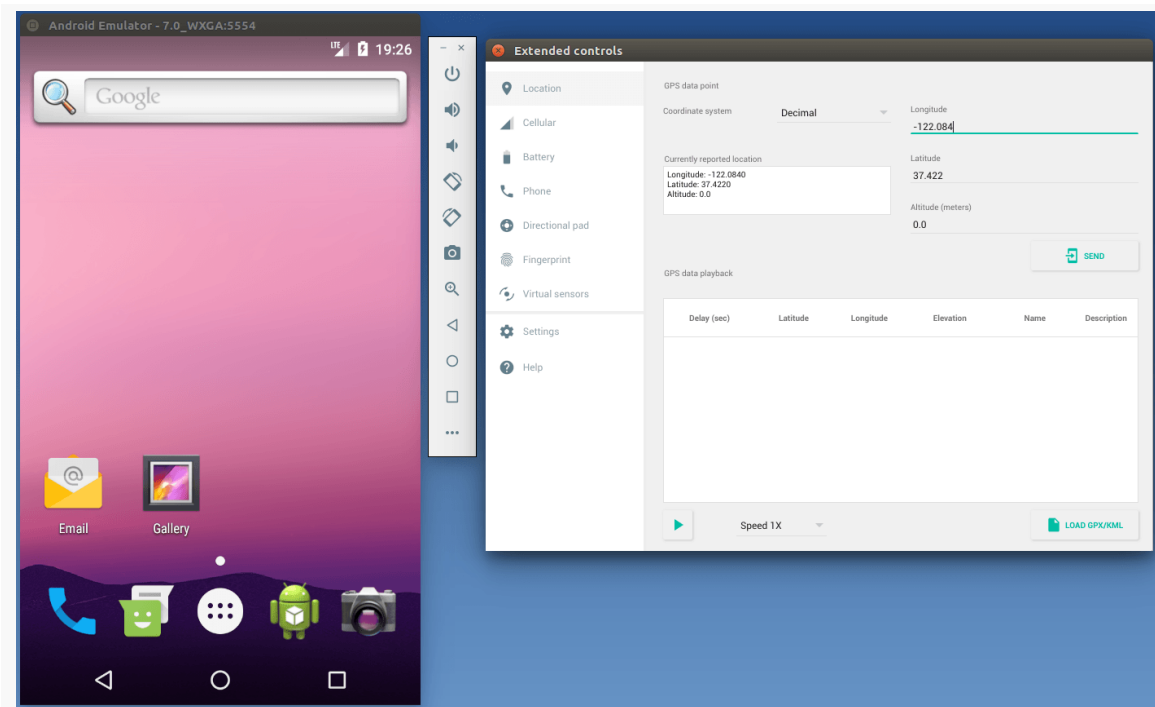 Android Emulator - 7.0_WXGA:5554
LTE 19:26
Google
Email
Gallery
Extended controls
Location
Cellular
Battery
Phone
Directional pad
Fingerprint
Virtual sensors
Settings
Help
GPS data point
Coordinate system
Decimal
Longitude
-122.084
Currently reported location
Longitude: -122.0840
Latitude: 37.4220
Altitude: 0.0
Latitude
37.422
Altitude (meters)
0.0
SEND
GPS data playback
Delay (sec) Latitude Longitude Elevation Name Description
Speed 1X
LOAD GPX/KML